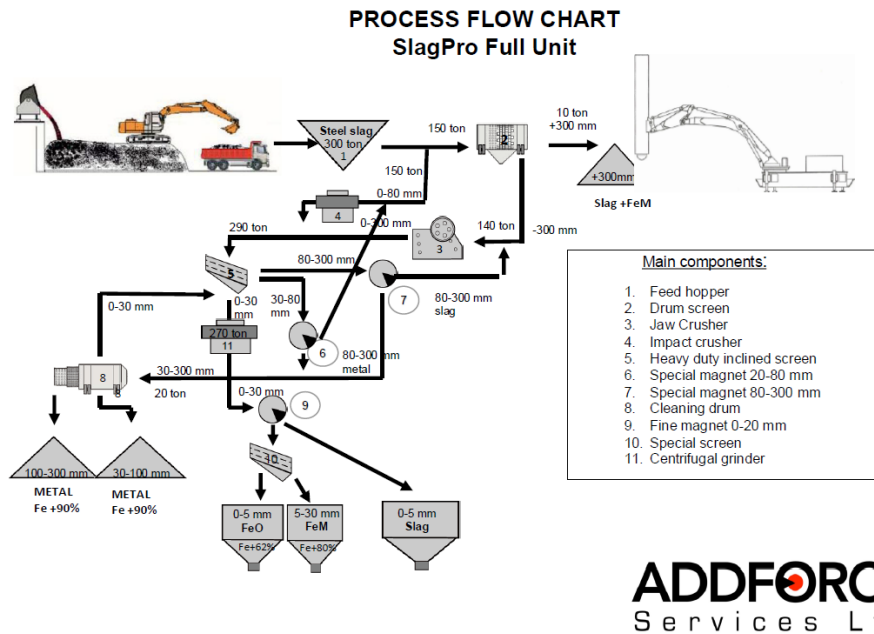 PROCESS FLOW CHART
SlagPro Full Unit
Steel slag
300 ton
1
150 ton
2
10 ton
+300 mm
+300mm
Slag +FeM
150 ton
0-80 mm
4
0-300 mm
290 ton
3
140 ton
-300 mm
5
80-300 mm
7
80-300 mm
slag
0-30 mm
0-30
mm
30-80
mm
270 ton
11
6
80-300 mm
metal
8
8
30-300 mm
20 ton
0-30 mm
9
100-300 mm
30-100 mm
METAL
Fe +90%
METAL
Fe +90%
10
0-5 mm
FeO
Fe+62%
5-30 mm
FeM
Fe+80%
0-5 mm
Slag
Main components:
1. Feed hopper
2. Drum screen
3. Jaw Crusher
4. Impact crusher
5. Heavy duty inclined screen
6. Special magnet 20-80 mm
7. Special magnet 80-300 mm
8. Cleaning drum
9. Fine magnet 0-20 mm
10. Special screen
11. Centrifugal grinder
ADDFORC
Services L